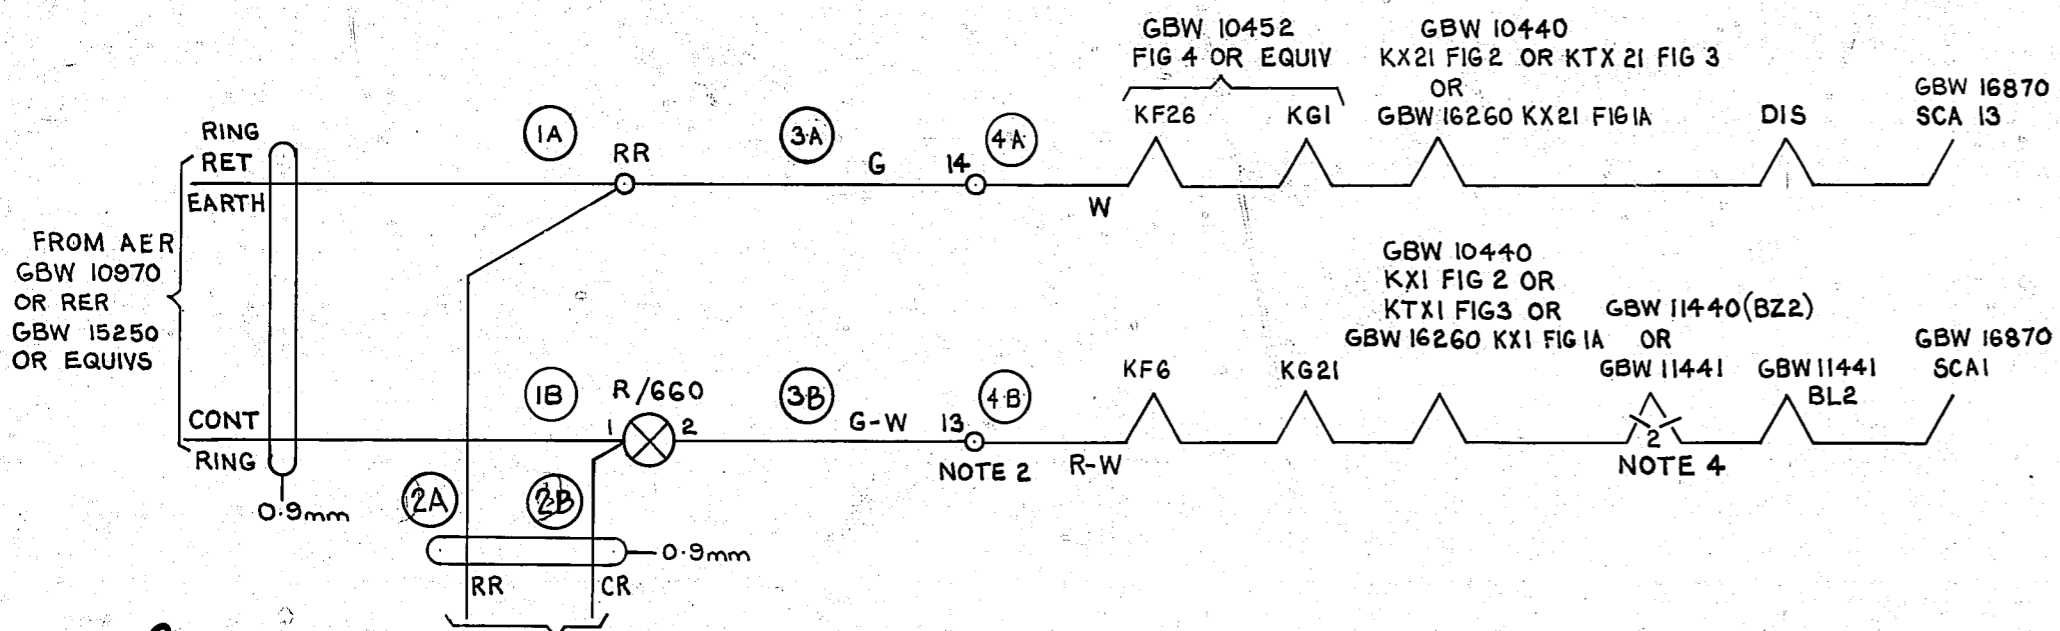 GBW 10452
FIG 4 OR EQUIV
GBW 10440
KX21 FIG 2 OR KTX 21 FIG 3
OR
GBW 16260 KX21 FIG 1A
GBW 16870
SCA 13
KF26
KG1
DIS
RING
RET
EARTH
1A
RR
3A
G
14
4A
W
FROM AER
GBW 10970
OR RER
GBW 15250
OR EQUIVS
GBW 10440
KX1 FIG 2 OR
KTX1 FIG3 OR
GBW 16260 KX1 FIG 1A
GBW 11440(BZ2)
OR
GBW 11441
GBW 11441
BL2
GBW 16870
SCA1
KF6
KG21
CONT
RING
1B
R/660
1
2
3B
G-W
13
4B
NOTE 2
R-W
2
NOTE 4
0.9mm
2A
2B
0.9mm
RR
CR